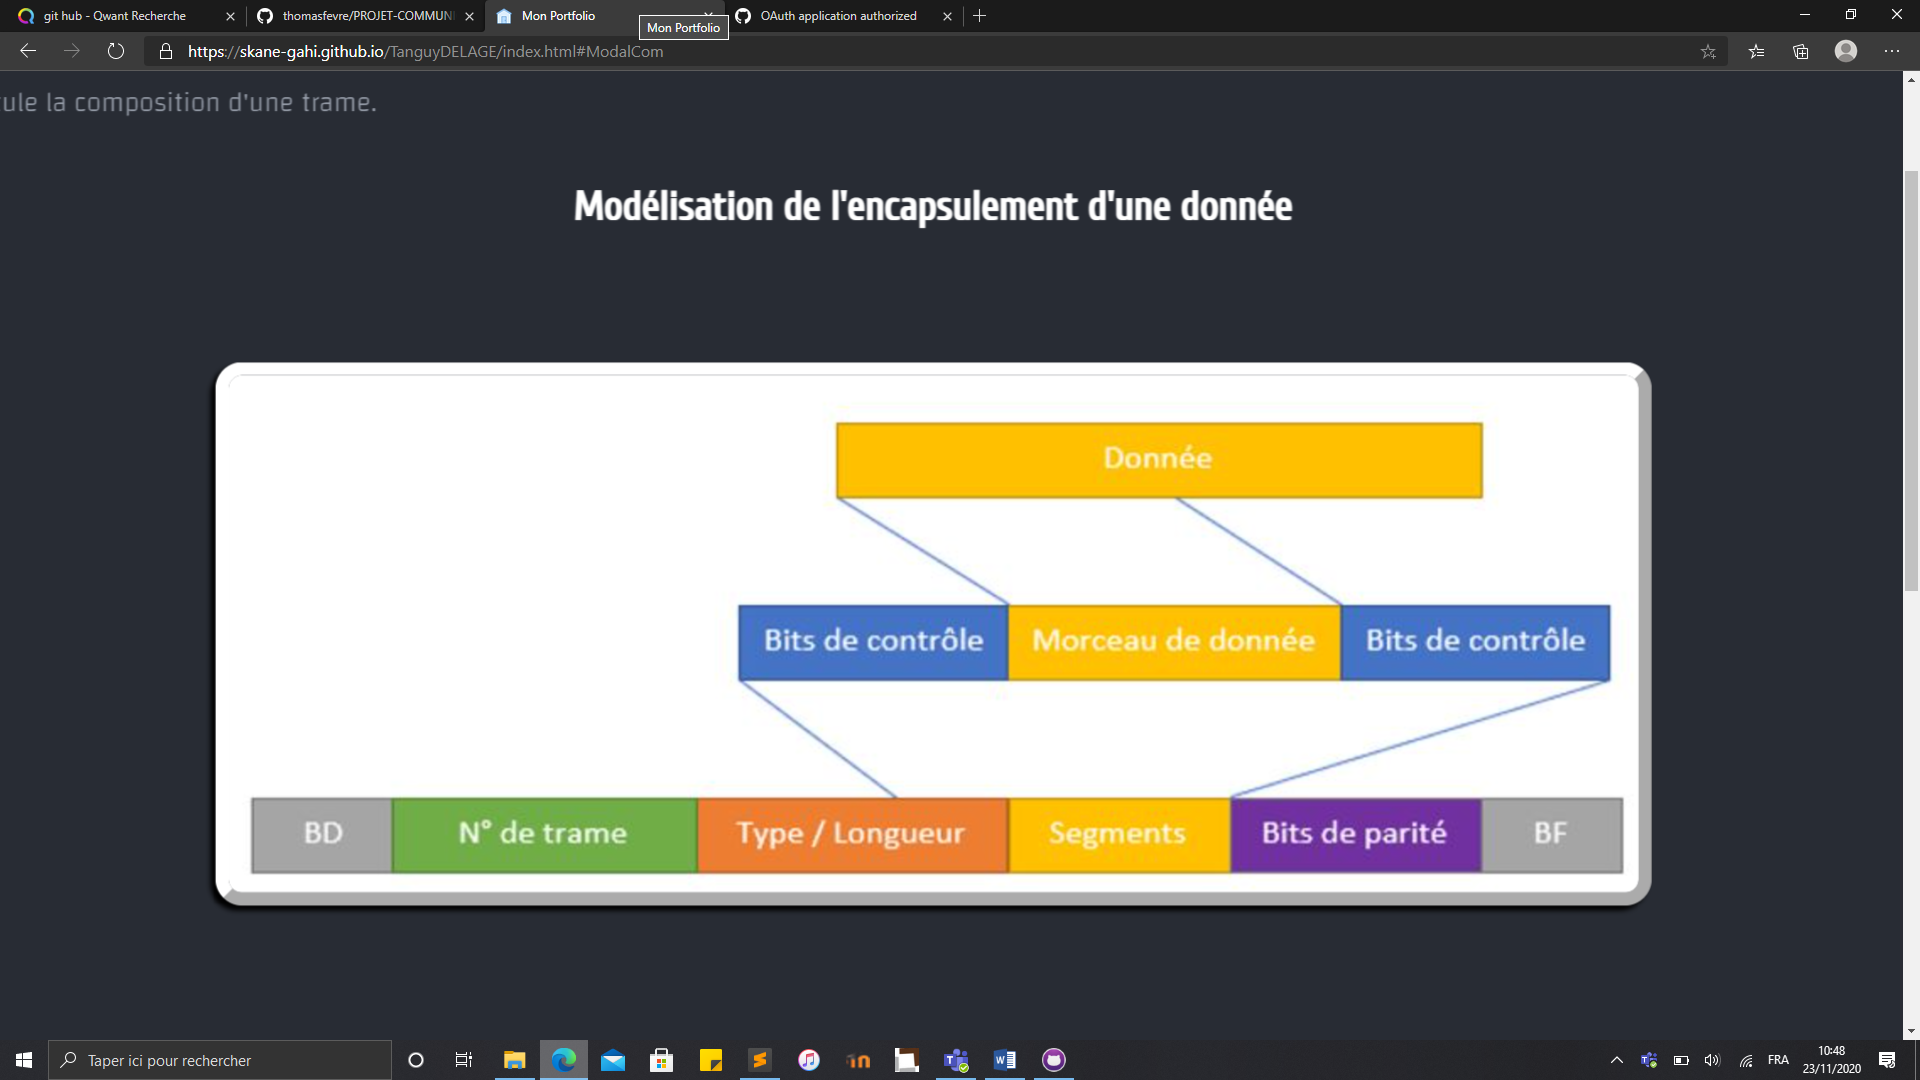 git hub - Qwant Recherche
thomasfevre/PROJET-COMMUNI
Mon Portfolio
OAuth application authorized
Mon Portfolio
https://skane-gahi.github.io/TanguyDELAGE/index.html#ModalCom
ule la composition d'une trame.
Modélisation de l'encapsulement d'une donnée
Donnée
Bits de contrôle
Morceau de donnée
Bits de contrôle
BD
N° de trame
Type / Longueur
Segments
Bits de parité
BF
Taper ici pour rechercher
FRA
10:48
23/11/2020